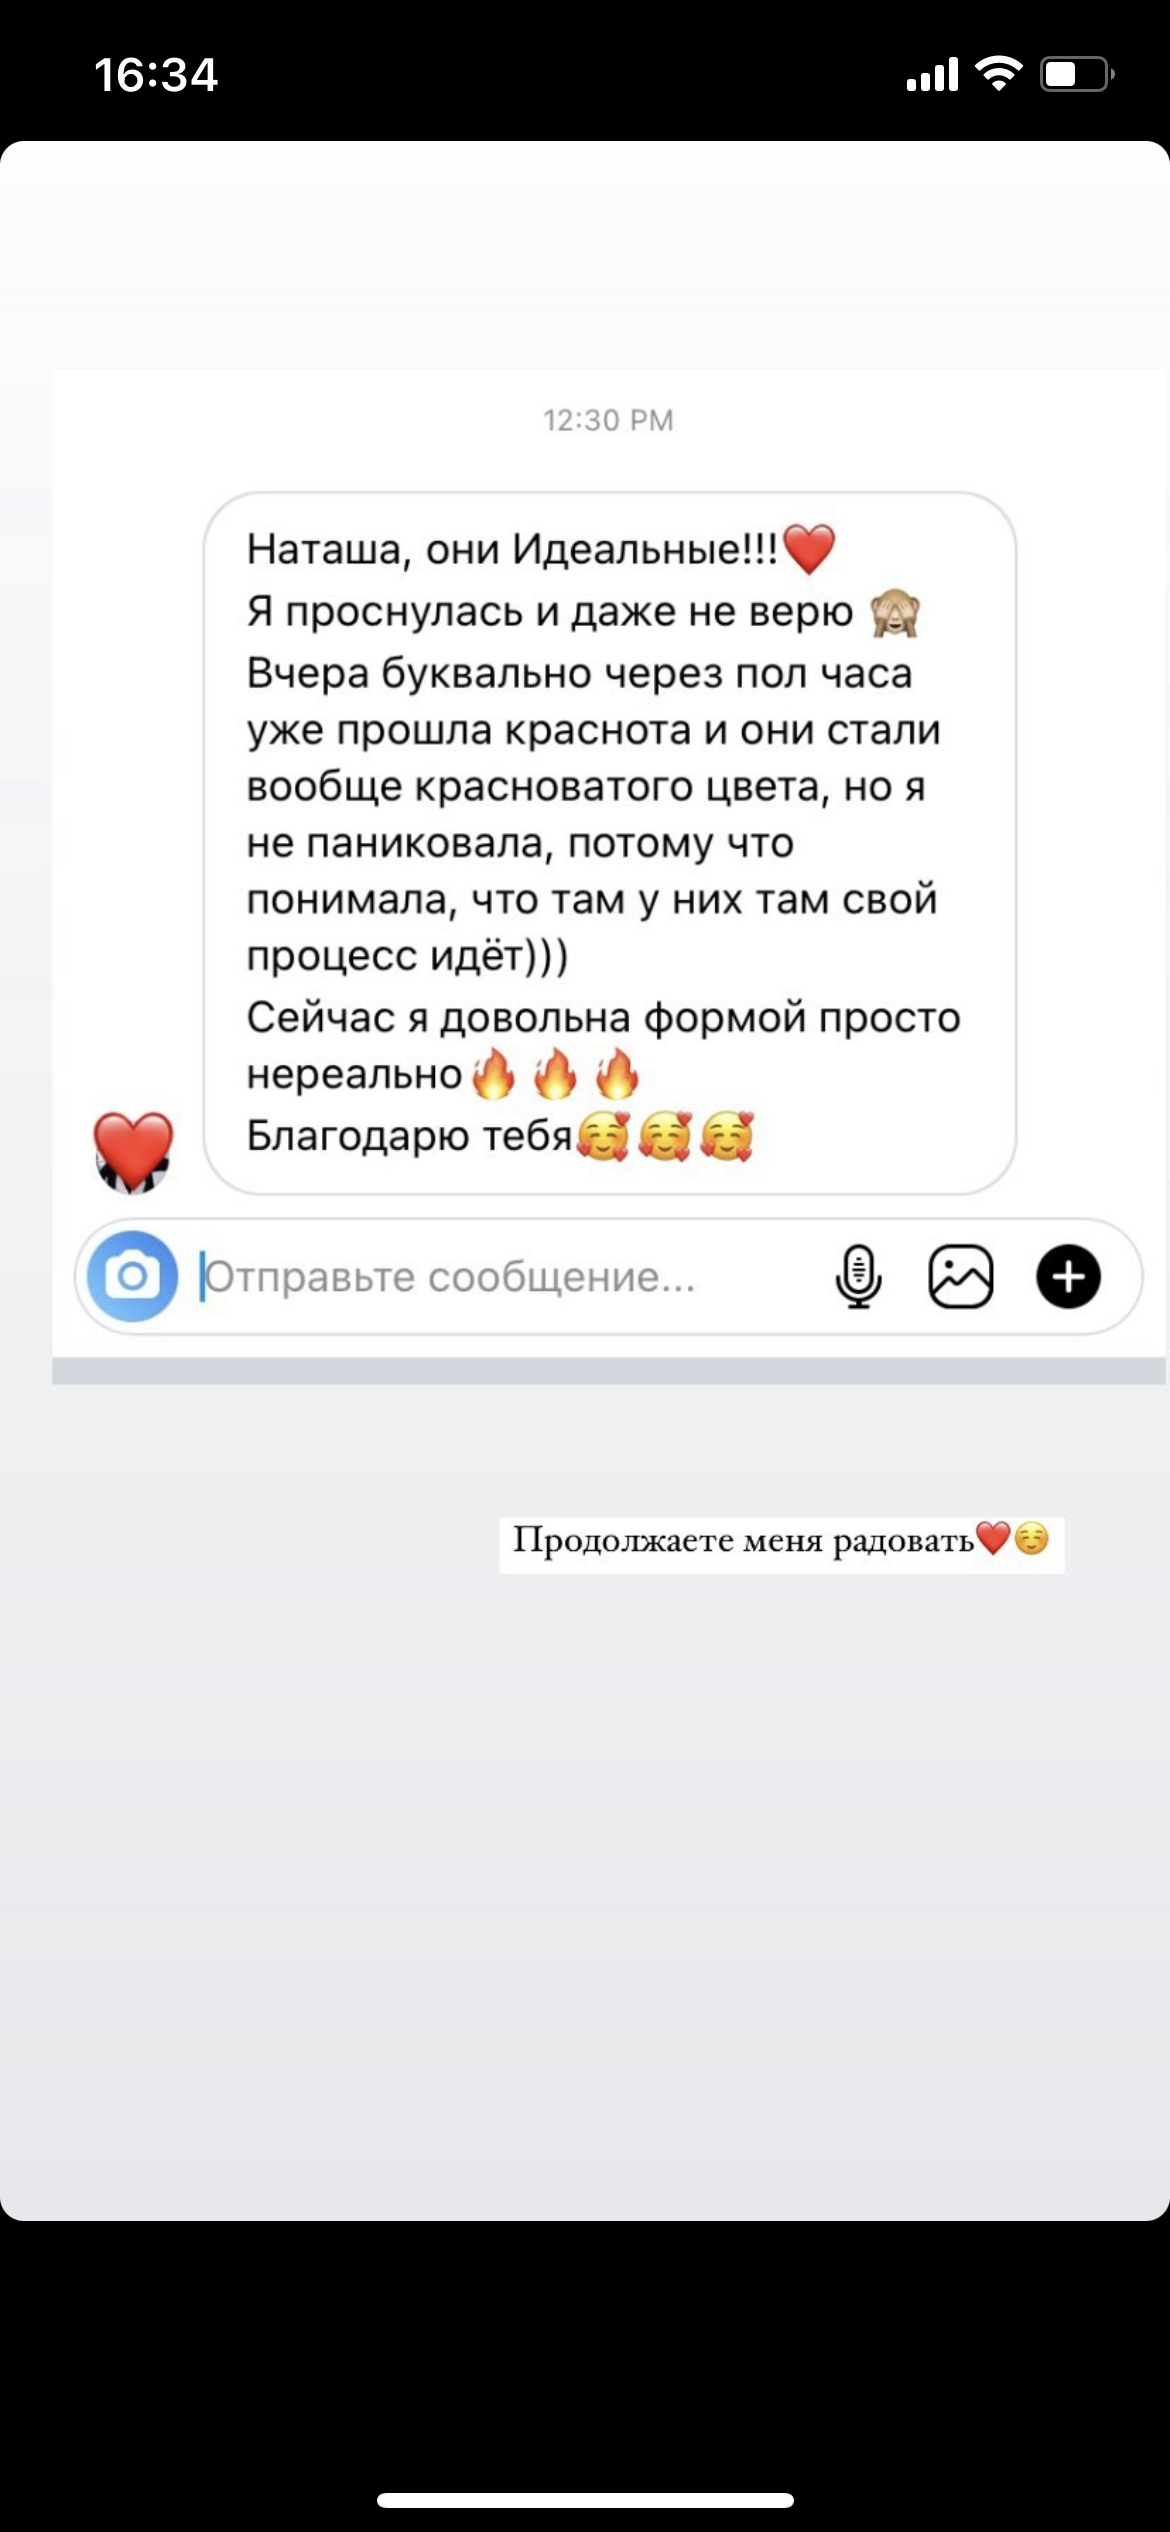 16:34
12:30 PM
Наташа, они Идеальные!!!❤️
Я проснулась и даже не верю 🙈
Вчера буквально через пол часа
уже прошла краснота и они стали
вообще красноватого цвета, но я
не паниковала, потому что
понимала, что там у них там свой
процесс идёт)))
Сейчас я довольна формой просто
нереально🔥🔥🔥
Благодарю тебя🥰🥰🥰
Отправьте сообщение...
Продолжаете меня радовать❤️☺️